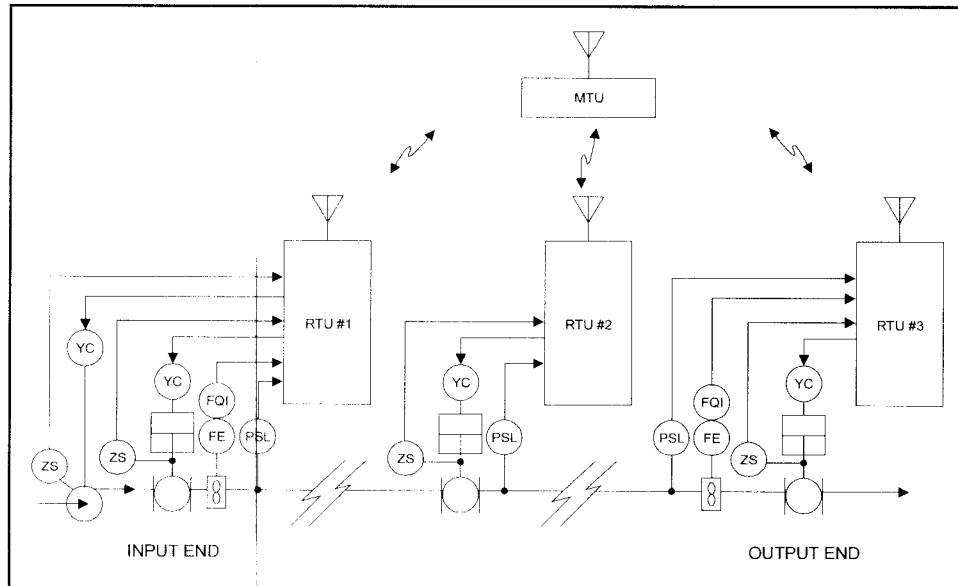 MTU
RTU #1
RTU #2
RTU #3
YC
YC
FQI
FE
PSL
ZS
ZS
YC
ZS
PSL
PSL
FQI
FE
YC
ZS
INPUT END
OUTPUT END